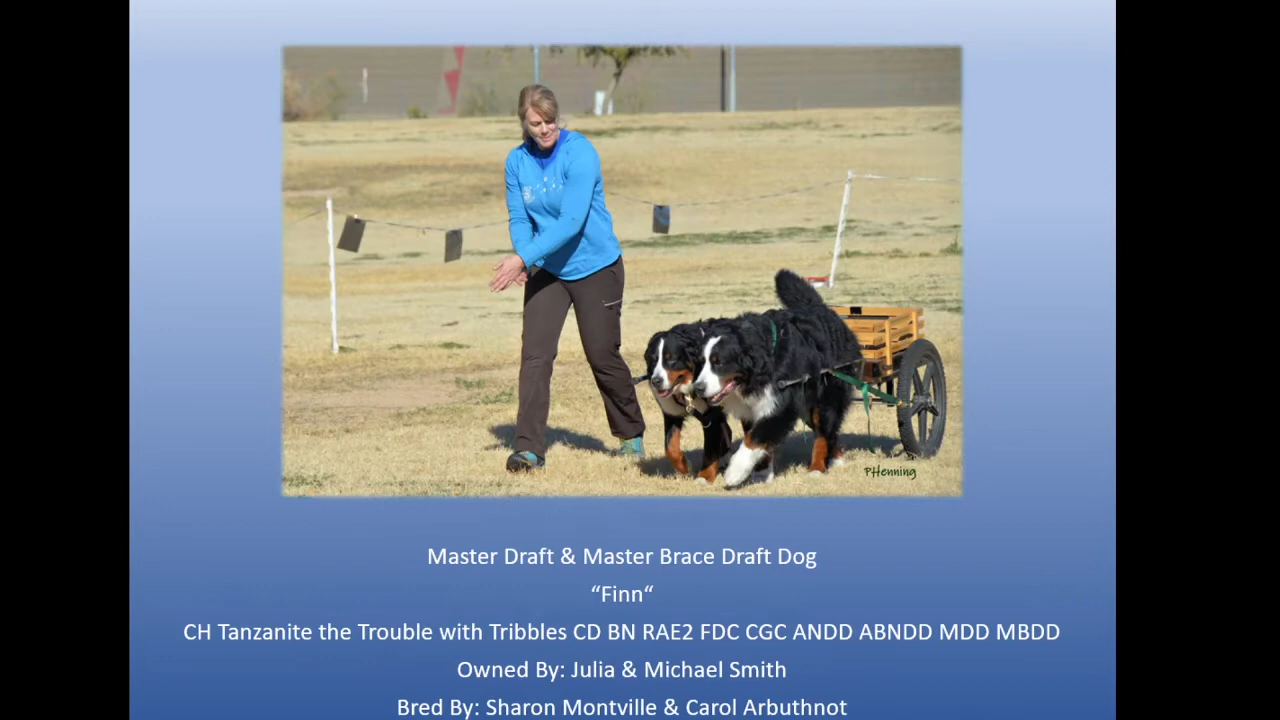 PHenning
Master Draft & Master Brace Draft Dog
“Finn“
CH Tanzanite the Trouble with Tribbles CD BN RAE2 FDC CGC ANDD ABNDD MDD MBDD
Owned By: Julia & Michael Smith
Bred By: Sharon Montville & Carol Arbuthnot